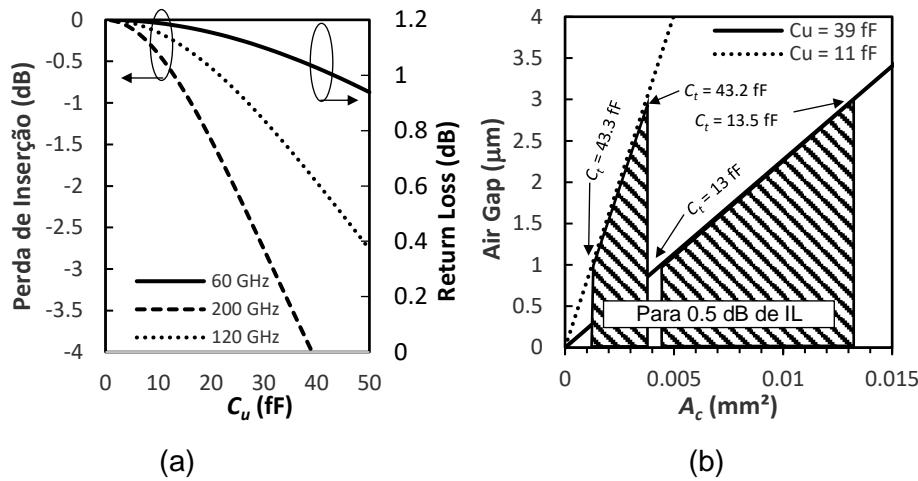 0
-0.5
-1
-1.5
-2
-2.5
-3
-3.5
-4
Perda de Inserção (dB)
1.2
1
0.8
0.6
0.4
0.2
0
Return Loss (dB)
60 GHz
200 GHz
120 GHz
0 10 20 30 40 50
Cu (fF)
(a)
4
3.5
3
2.5
2
1.5
1
0.5
0
Air Gap (µm)
Cu = 39 fF
Cu = 11 fF
Ct = 43.2 fF
Ct = 13.5 fF
Ct = 43.3 fF
Ct = 13 fF
Para 0.5 dB de IL
0 0.005 0.01 0.015
Ac (mm²)
(b)